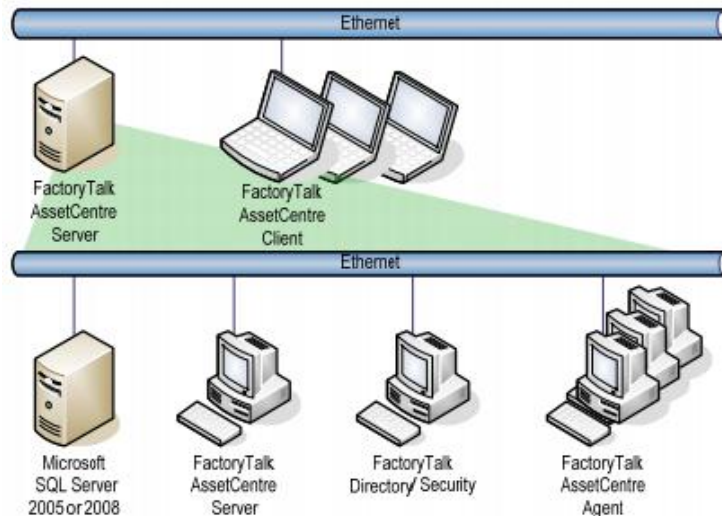 Ethernet
FactoryTalk
AssetCentre
Server
FactoryTalk
AssetCentre
Client
Ethernet
Microsoft
SQL Server
2005 or 2008
FactoryTalk
AssetCentre
Server
FactoryTalk
Directory/ Security
FactoryTalk
AssetCentre
Agent